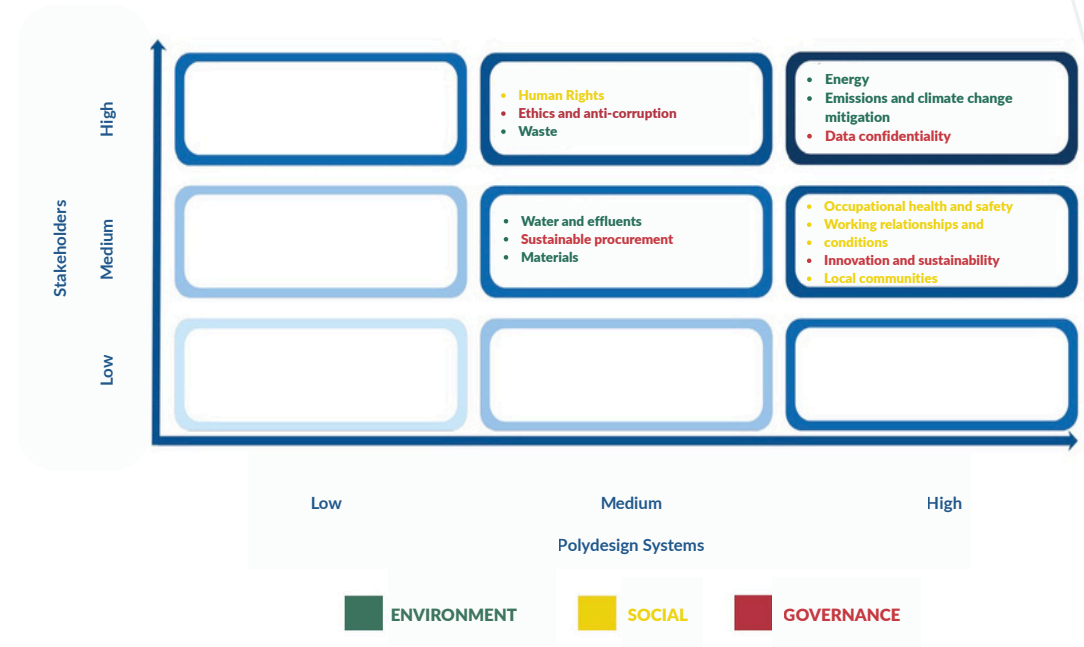 Stakeholders
High
• Human Rights
• Ethics and anti-corruption
• Waste
• Energy
• Emissions and climate change
mitigation
• Data confidentiality
Medium
• Water and effluents
• Sustainable procurement
• Materials
• Occupational health and safety
• Working relationships and
• conditions
• Innovation and sustainability
• Local communities
Low
Low
Medium
High
Polydesign Systems
ENVIRONMENT
SOCIAL
GOVERNANCE